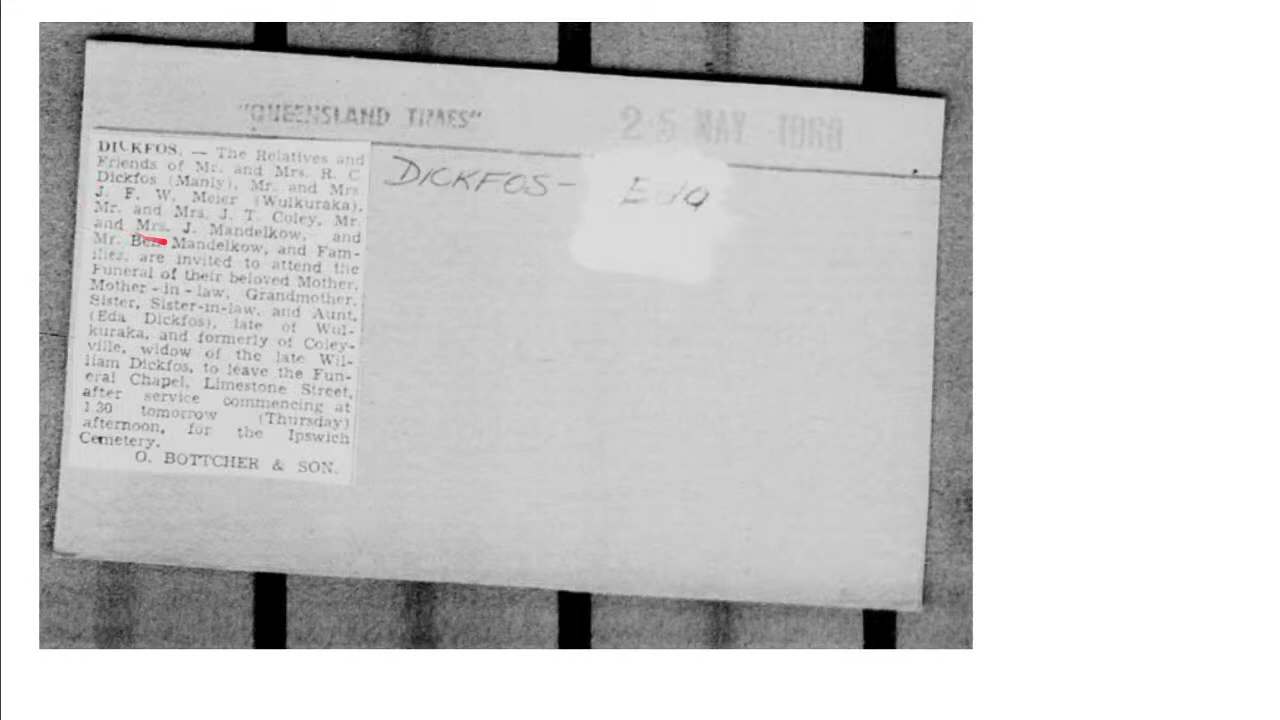 "QUEENSLAND TIMES"
25 MAY
DICKFOS-
Eda
DICKFOS. — The Relatives and
Friends of Mr. and Mrs. R. C
Dickfos (Manly), Mr. and Mrs
J. F. W. Meier (Wulkuraka),
Mr. and Mrs. J. T. Coley, Mr.
and Mrs. J. Mandelkow, and
Mr. Ben Mandelkow, and Fam-
ilies, are invited to attend the
Funeral of their beloved Mother,
Mother-in-law, Grandmother,
Sister, Sister-in-law, and Aunt,
(Eda Dickfos), late of Wul-
kuraka, and formerly of Coley-
ville, widow of the late Wil-
liam Dickfos, to leave the Fun-
eral Chapel, Limestone Street,
after service commencing at
1.30 tomorrow (Thursday)
afternoon, for the Ipswich
Cemetery.
O. BOTTCHER & SON.